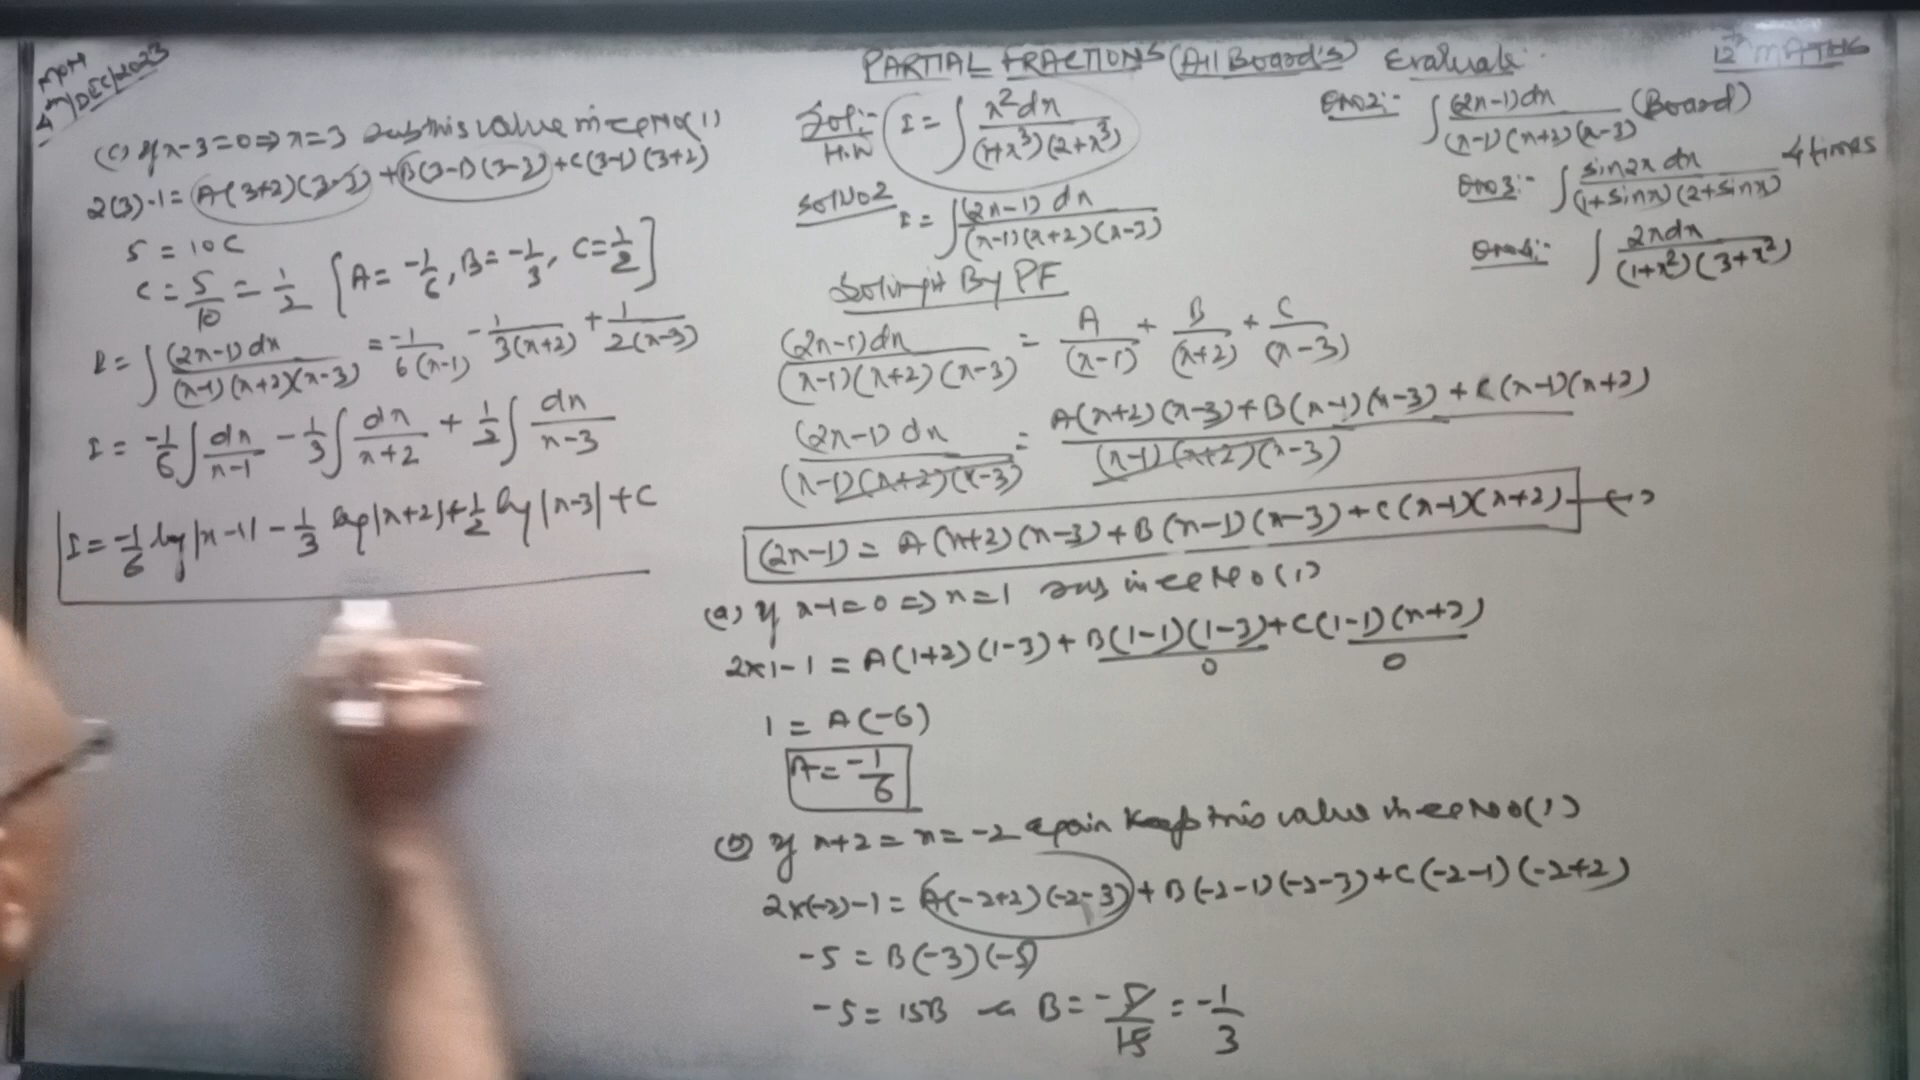 MON
4/DEC/2023
PARTIAL FRACTIONS (All Board's) Evaluate:
12th MATHS
(c) If x-3=0 => x=3 sub this value in eq No(1)
2(3)-1 = A(3+2)(3-3) + B(3-1)(3-3) + C(3-1)(3+2)
5 = 10C
C = 5/10 = 1/2 [A = -1/6, B = -1/3, C = 1/2]
I = ∫ (2x-1)dx / (x-1)(x+2)(x-3) = -1/6(x-1) - 1/3(x+2) + 1/2(x-3)
I = -1/6 ∫ dx/x-1 - 1/3 ∫ dx/x+2 + 1/2 ∫ dx/x-3
I = -1/6 log|x-1| - 1/3 log|x+2| + 1/2 log|x-3| + C
Sol:- I = ∫ x² dx / (1+x³)(2+x³)
H.W
Sol No 2 I = ∫ (2x-1) dx / (x-1)(x+2)(x-3)
Solving it By PF
(2x-1)dx / (x-1)(x+2)(x-3) = A/(x-1) + B/(x+2) + C/(x-3)
(2x-1) dx / (x-1)(x+2)(x-3) = A(x+2)(x-3) + B(x-1)(x-3) + C(x-1)(x+2) / (x-1)(x+2)(x-3)
(2x-1) = A(x+2)(x-3) + B(x-1)(x-3) + C(x-1)(x+2) —(1)
(a) If x-1=0 => x=1 sub in eq No(1)
2x1-1 = A(1+2)(1-3) + B(1-1)(1-3) + C(1-1)(x+2)
0 0
1 = A(-6)
A = -1/6
(b) If x+2 = x = -2 again keep this value in eq No(1)
2x(-2)-1 = A(-2+2)(-2-3) + B(-2-1)(-2-3) + C(-2-1)(-2+2)
-5 = B(-3)(-5)
-5 = 15B B = -5/15 = -1/3
Q No 2:- ∫ (2x-1)dx / (x-1)(x+2)(x-3) (Board)
Q No 3:- ∫ sin2x dx / (1+sinx)(2+sinx) 4 times
Q No 4:- ∫ 2xdx / (1+x²)(3+x²)